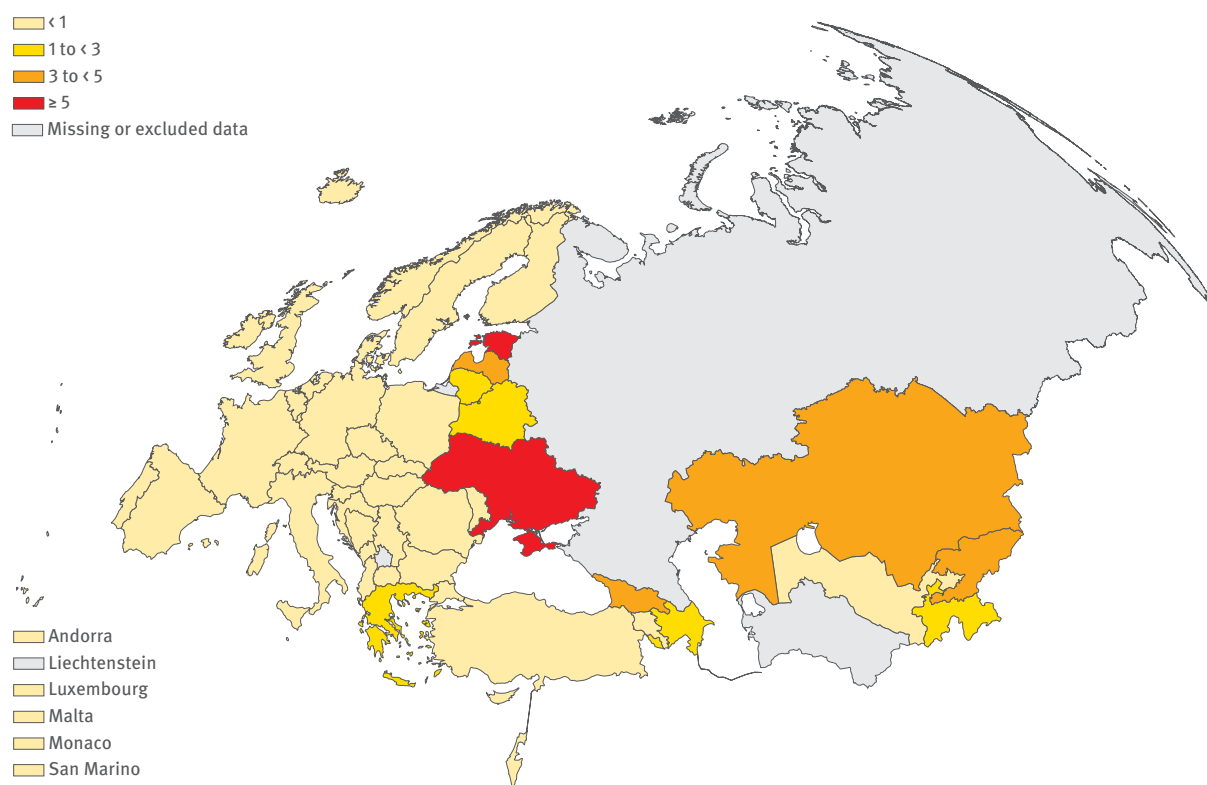 < 1
1 to < 3
3 to < 5
≥ 5
Missing or excluded data
Andorra
Liechtenstein
Luxembourg
Malta
Monaco
San Marino